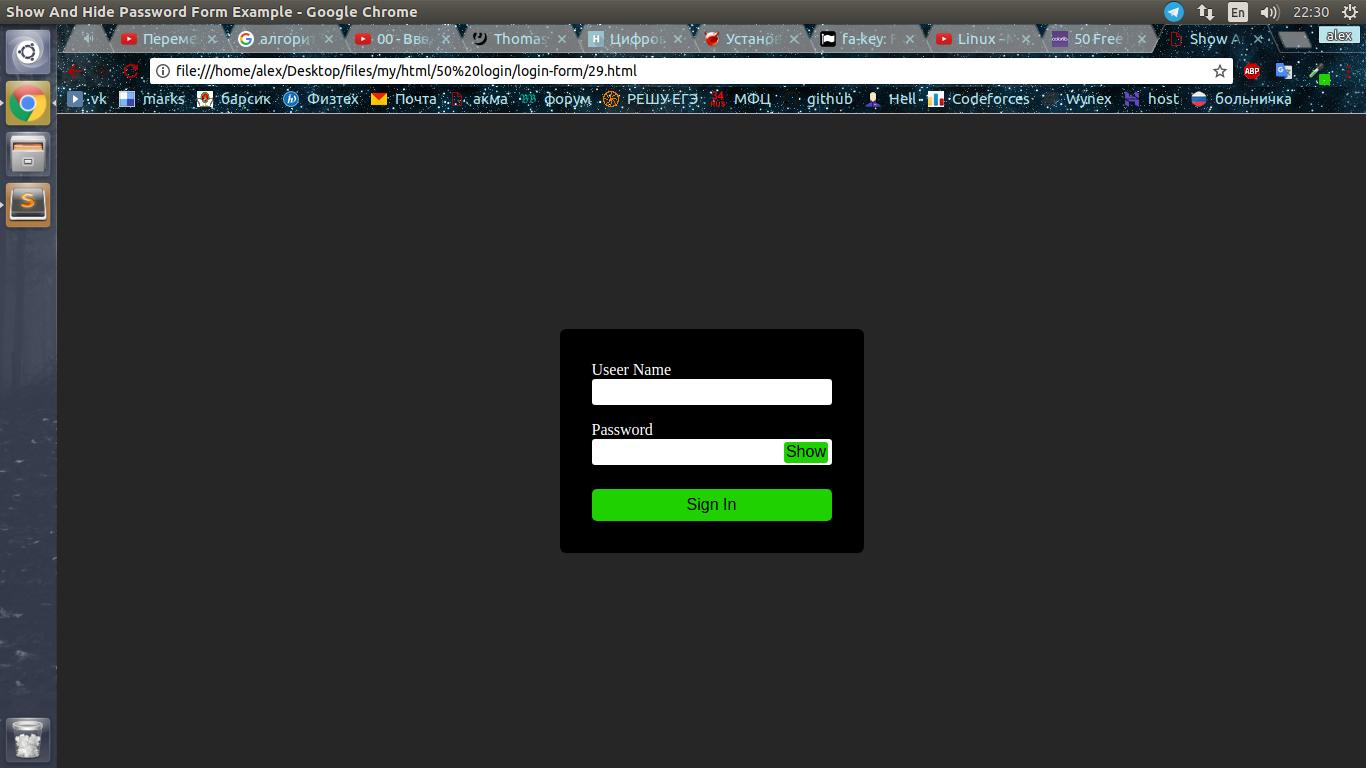 Show And Hide Password Form Example - Google Chrome
En
22:30
Переме
алгорит
00 - Вв
Thomas
Цифров
Установ
fa-key: F
Linux - 
50 Free
Show A
alex
file:///home/alex/Desktop/files/my/html/50%20login/login-form/29.html
ABP
vk
marks
барсик
Физтех
Почта
акма
форум
РЕШУ ЕГЭ
МФЦ
github
Hell
Codeforces
Wynex
host
больничка
Useer Name
Password
Show
Sign In